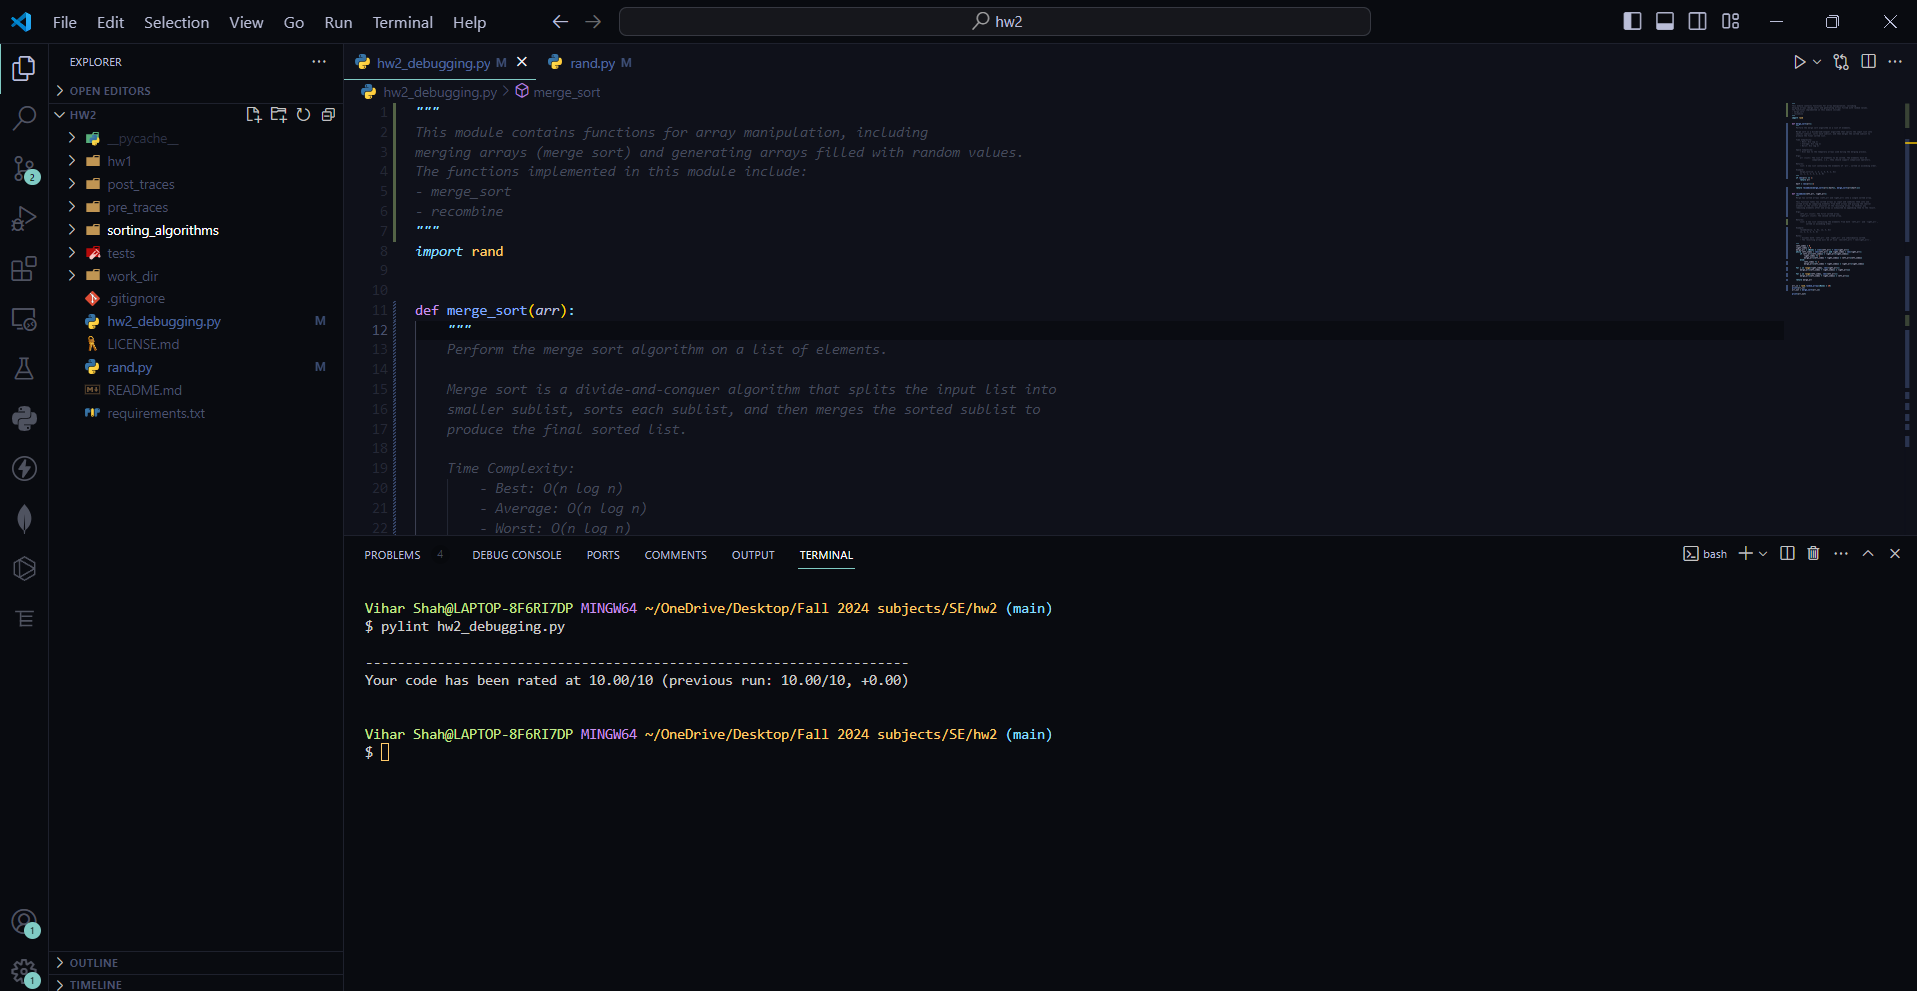 File Edit Selection View Go Run Terminal Help
hw2
EXPLORER
OPEN EDITORS
HW2
__pycache__
hw1
post_traces
pre_traces
sorting_algorithms
tests
work_dir
.gitignore
hw2_debugging.py M
LICENSE.md
rand.py M
README.md
requirements.txt
OUTLINE
TIMELINE
2
1
1
hw2_debugging.py M
rand.py M
hw2_debugging.py > merge_sort
1 """
2 This module contains functions for array manipulation, including
3 merging arrays (merge sort) and generating arrays filled with random values.
4 The functions implemented in this module include:
5 - merge_sort
6 - recombine
7 """
8 import rand
9
10
11 def merge_sort(arr):
12 """
13 Perform the merge sort algorithm on a list of elements.
14
15 Merge sort is a divide-and-conquer algorithm that splits the input list into
16 smaller sublist, sorts each sublist, and then merges the sorted sublist to
17 produce the final sorted list.
18
19 Time Complexity:
20 - Best: O(n log n)
21 - Average: O(n log n)
22 - Worst: O(n log n)
PROBLEMS 4 DEBUG CONSOLE PORTS COMMENTS OUTPUT TERMINAL
bash
Vihar Shah@LAPTOP-8F6RI7DP MINGW64 ~/OneDrive/Desktop/Fall 2024 subjects/SE/hw2 (main)
$ pylint hw2_debugging.py
--------------------------------------------------------------------
Your code has been rated at 10.00/10 (previous run: 10.00/10, +0.00)
Vihar Shah@LAPTOP-8F6RI7DP MINGW64 ~/OneDrive/Desktop/Fall 2024 subjects/SE/hw2 (main)
$